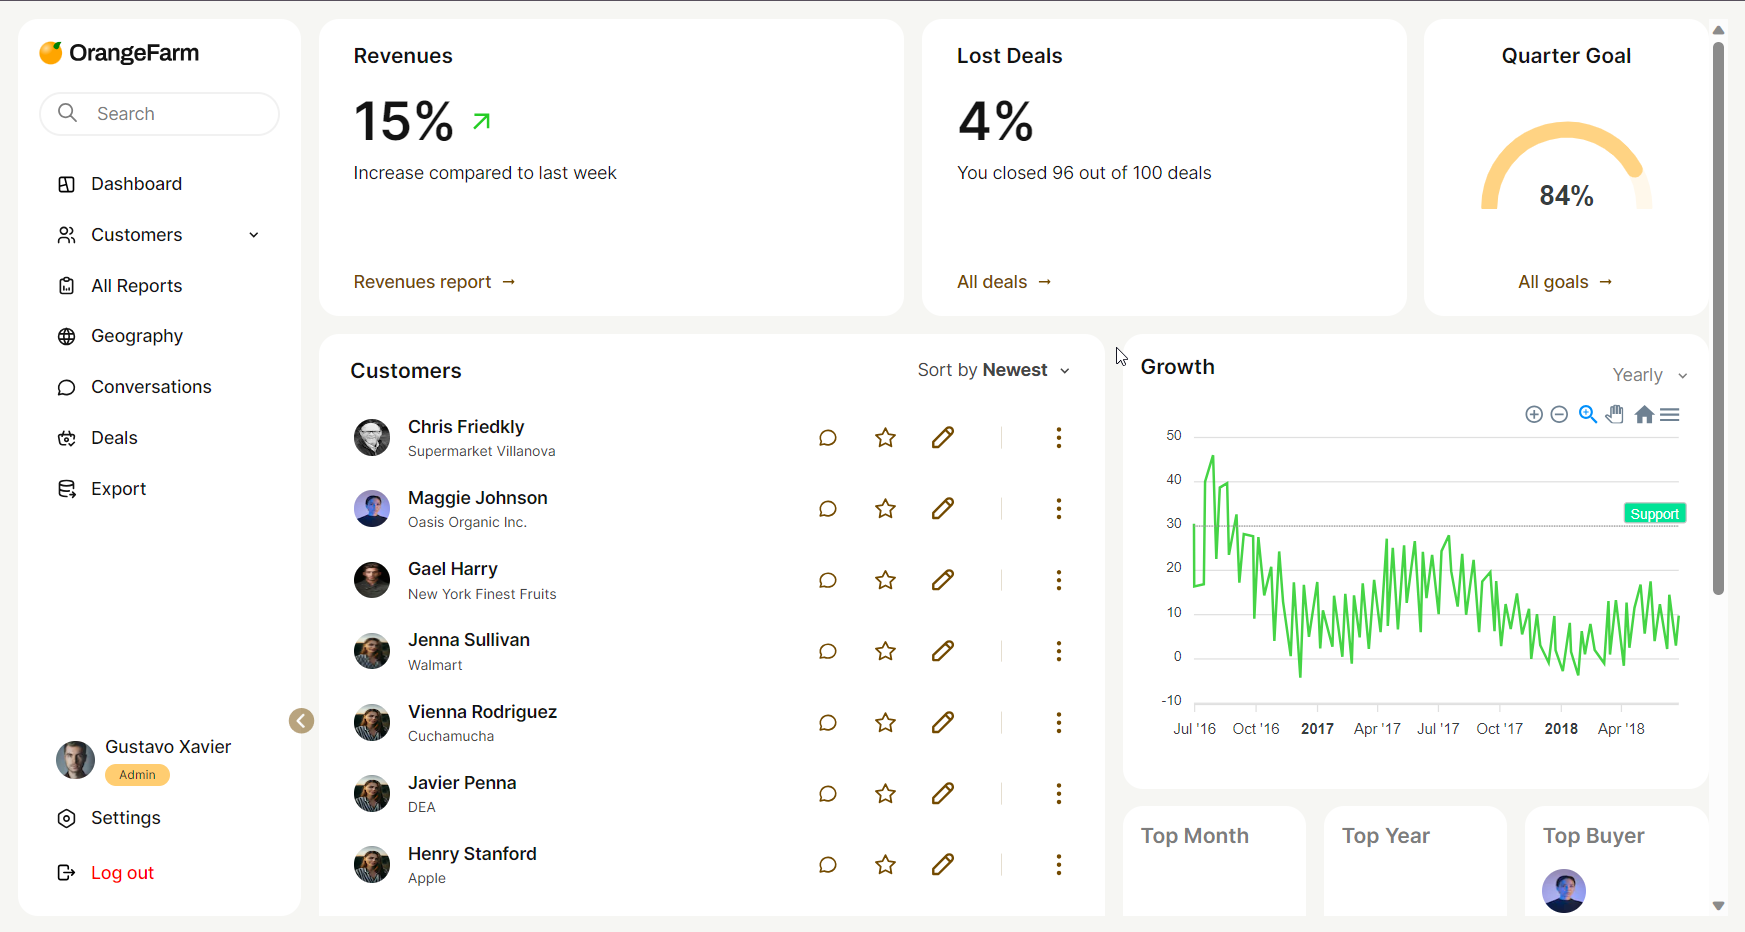 OrangeFarm
Search
Dashboard
Customers
All Reports
Geography
Conversations
Deals
Export
Gustavo Xavier
Admin
Settings
Log out
Revenues
15%
Increase compared to last week
Revenues report →
Lost Deals
4%
You closed 96 out of 100 deals
All deals →
Quarter Goal
84%
All goals →
Customers
Sort by Newest
Chris Friedkly
Supermarket Villanova
Maggie Johnson
Oasis Organic Inc.
Gael Harry
New York Finest Fruits
Jenna Sullivan
Walmart
Vienna Rodriguez
Cuchamucha
Javier Penna
DEA
Henry Stanford
Apple
Growth
Yearly
50
40
30
20
10
0
-10
Support
Jul '16 Oct '16 2017 Apr '17 Jul '17 Oct '17 2018 Apr '18
Top Month
Top Year
Top Buyer